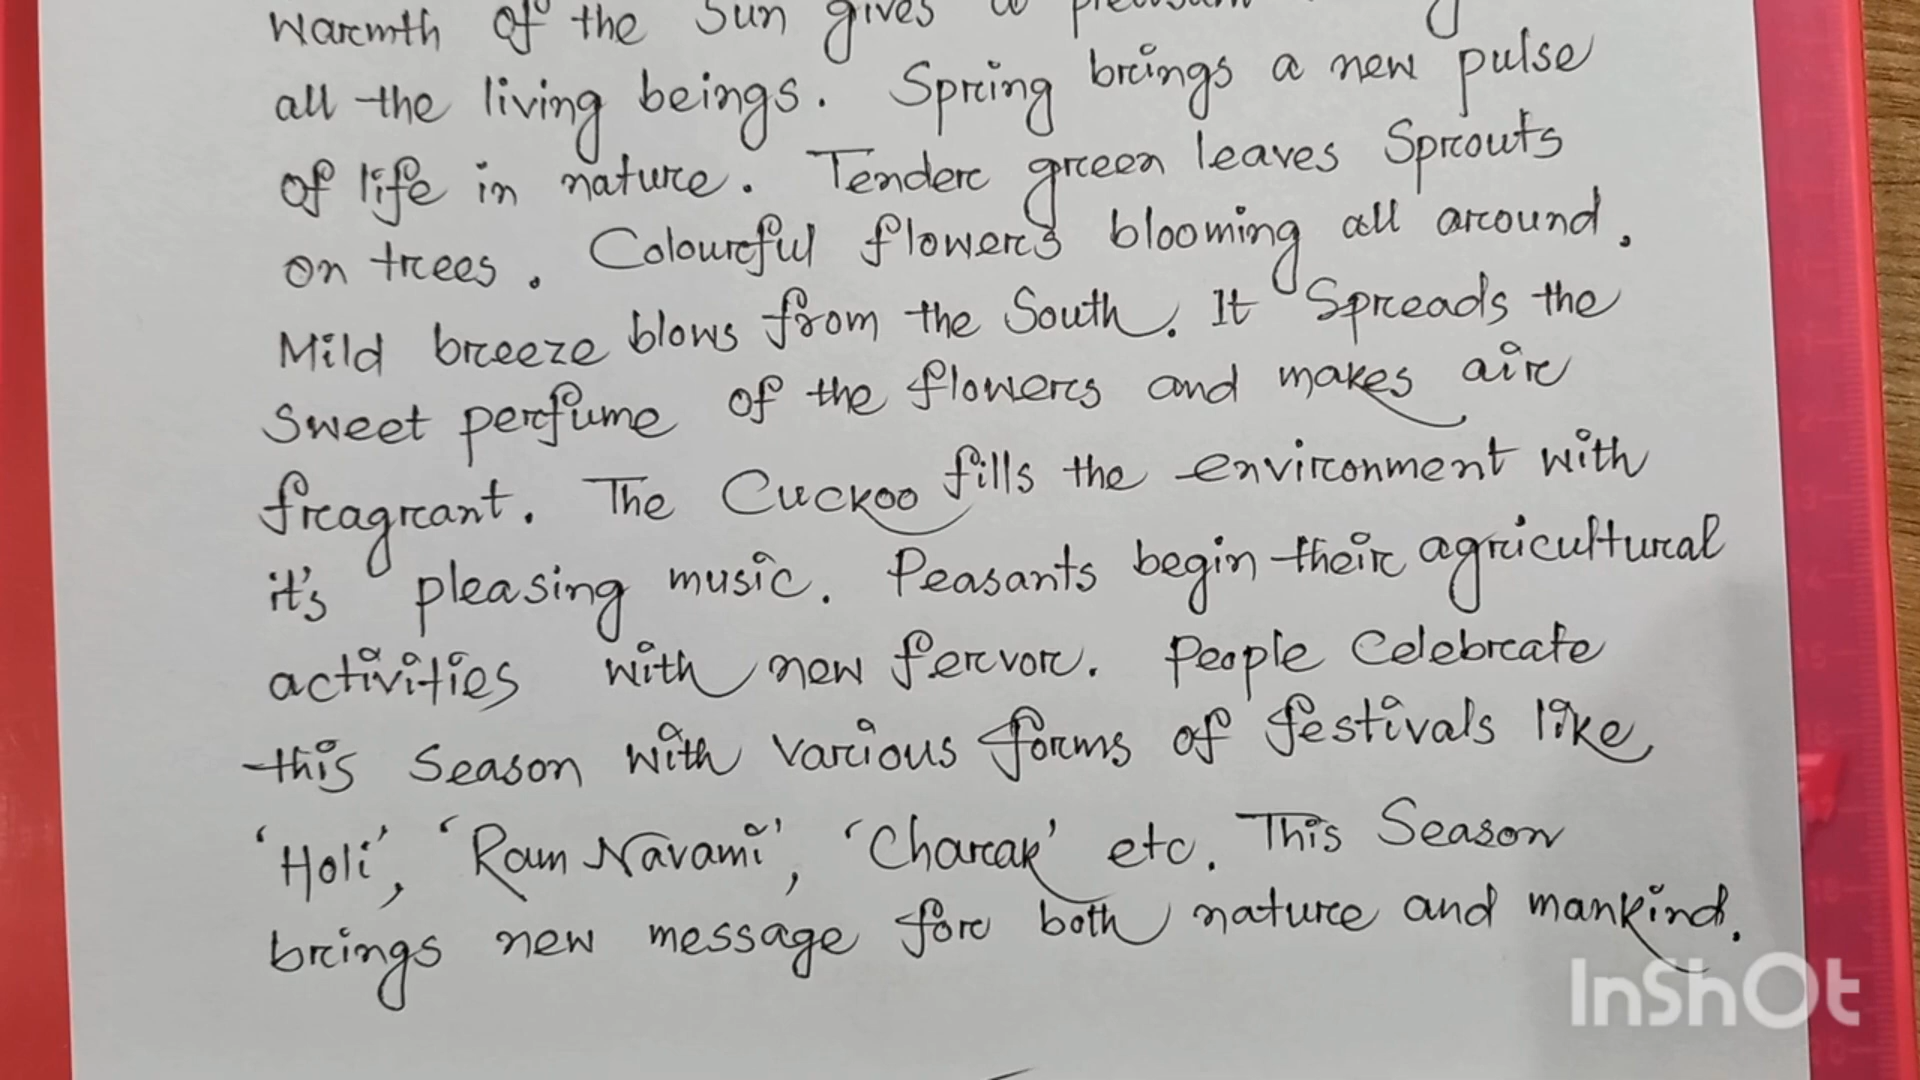 Warmth of the Sun gives a pleasant
all the living beings. Spring brings a new pulse
of life in nature. Tender green leaves Sprouts
on trees. Colourful flowers blooming all around.
Mild breeze blows from the South. It Spreads the
Sweet perfume of the flowers and makes air
fragrant. The Cuckoo fills the environment with
it's pleasing music. Peasants begin their agricultural
activities with new fervor. People Celebrate
this Season with various forms of festivals like,
'Holi', 'Ram Navami', 'Charak' etc. This Season
brings new message for both nature and mankind.
InShOt